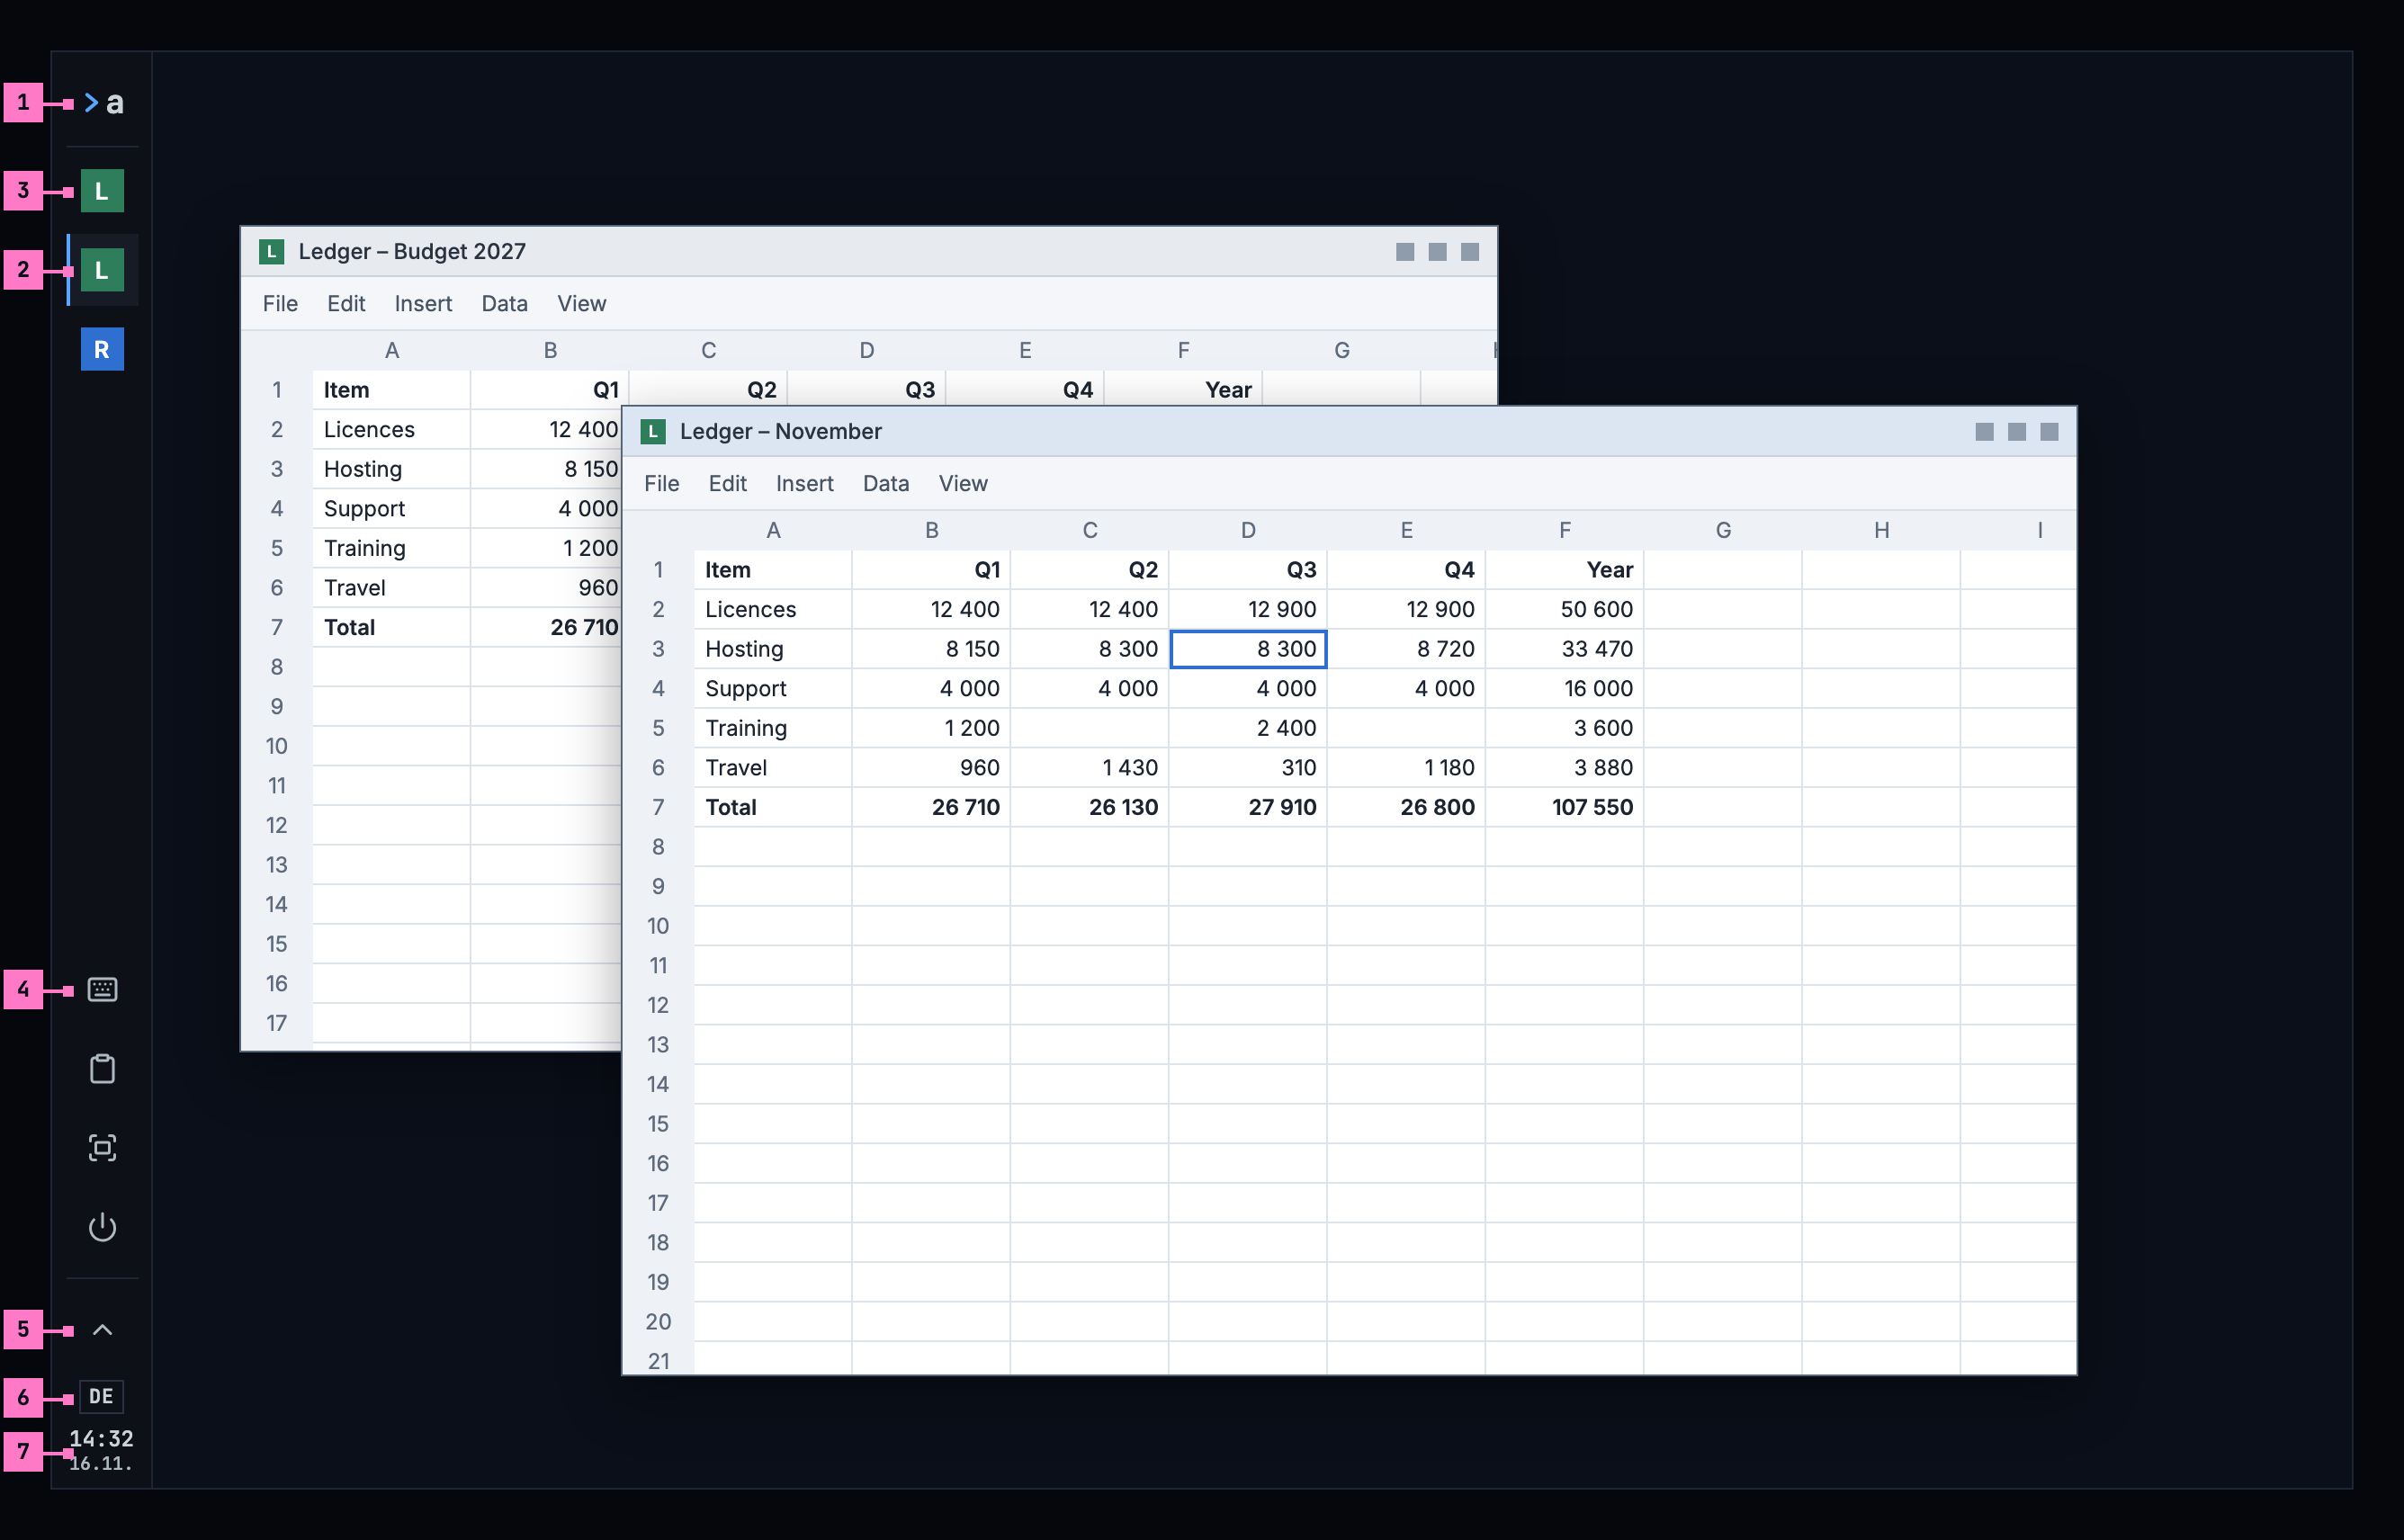 1 > a
3 L
2 L
R
4
5
6 DE
7 14:32
16.11.
L Ledger – Budget 2027
File Edit Insert Data View
A B C D E F G
1 Item Q1 Q2 Q3 Q4 Year
2 Licences 12 400
3 Hosting 8 150
4 Support 4 000
5 Training 1 200
6 Travel 960
7 Total 26 710
8
9
10
11
12
13
14
15
16
17
L Ledger – November
File Edit Insert Data View
A B C D E F G H I
1 Item Q1 Q2 Q3 Q4 Year
2 Licences 12 400 12 400 12 900 12 900 50 600
3 Hosting 8 150 8 300 8 300 8 720 33 470
4 Support 4 000 4 000 4 000 4 000 16 000
5 Training 1 200 2 400 3 600
6 Travel 960 1 430 310 1 180 3 880
7 Total 26 710 26 130 27 910 26 800 107 550
8
9
10
11
12
13
14
15
16
17
18
19
20
21